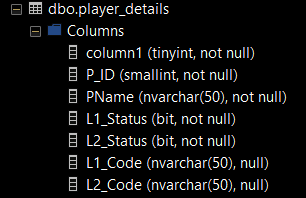 dbo.player_details
Columns
column1 (tinyint, not null)
P_ID (smallint, not null)
PName (nvarchar(50), not null)
L1_Status (bit, not null)
L2_Status (bit, not null)
L1_Code (nvarchar(50), null)
L2_Code (nvarchar(50), null)